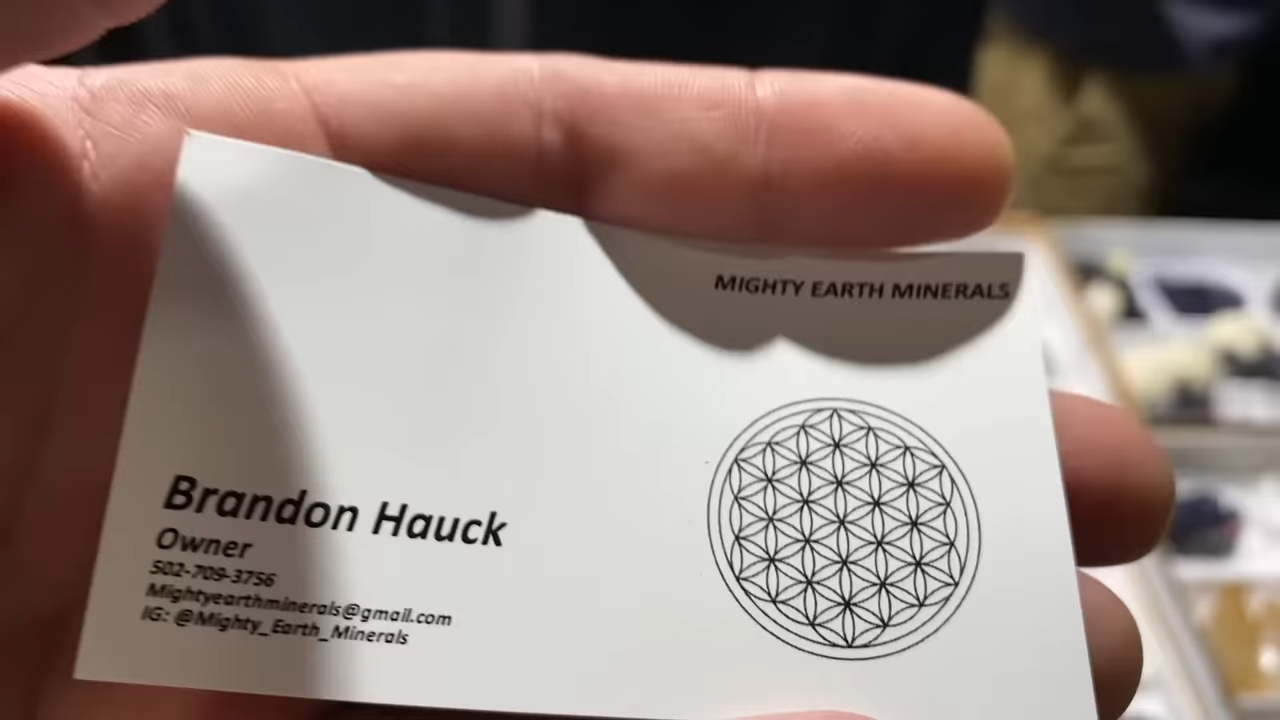 MIGHTY EARTH MINERALS
Brandon Hauck
Owner
502-709-3756
Mightyearthminerals@gmail.com
IG: @Mighty_Earth_Minerals